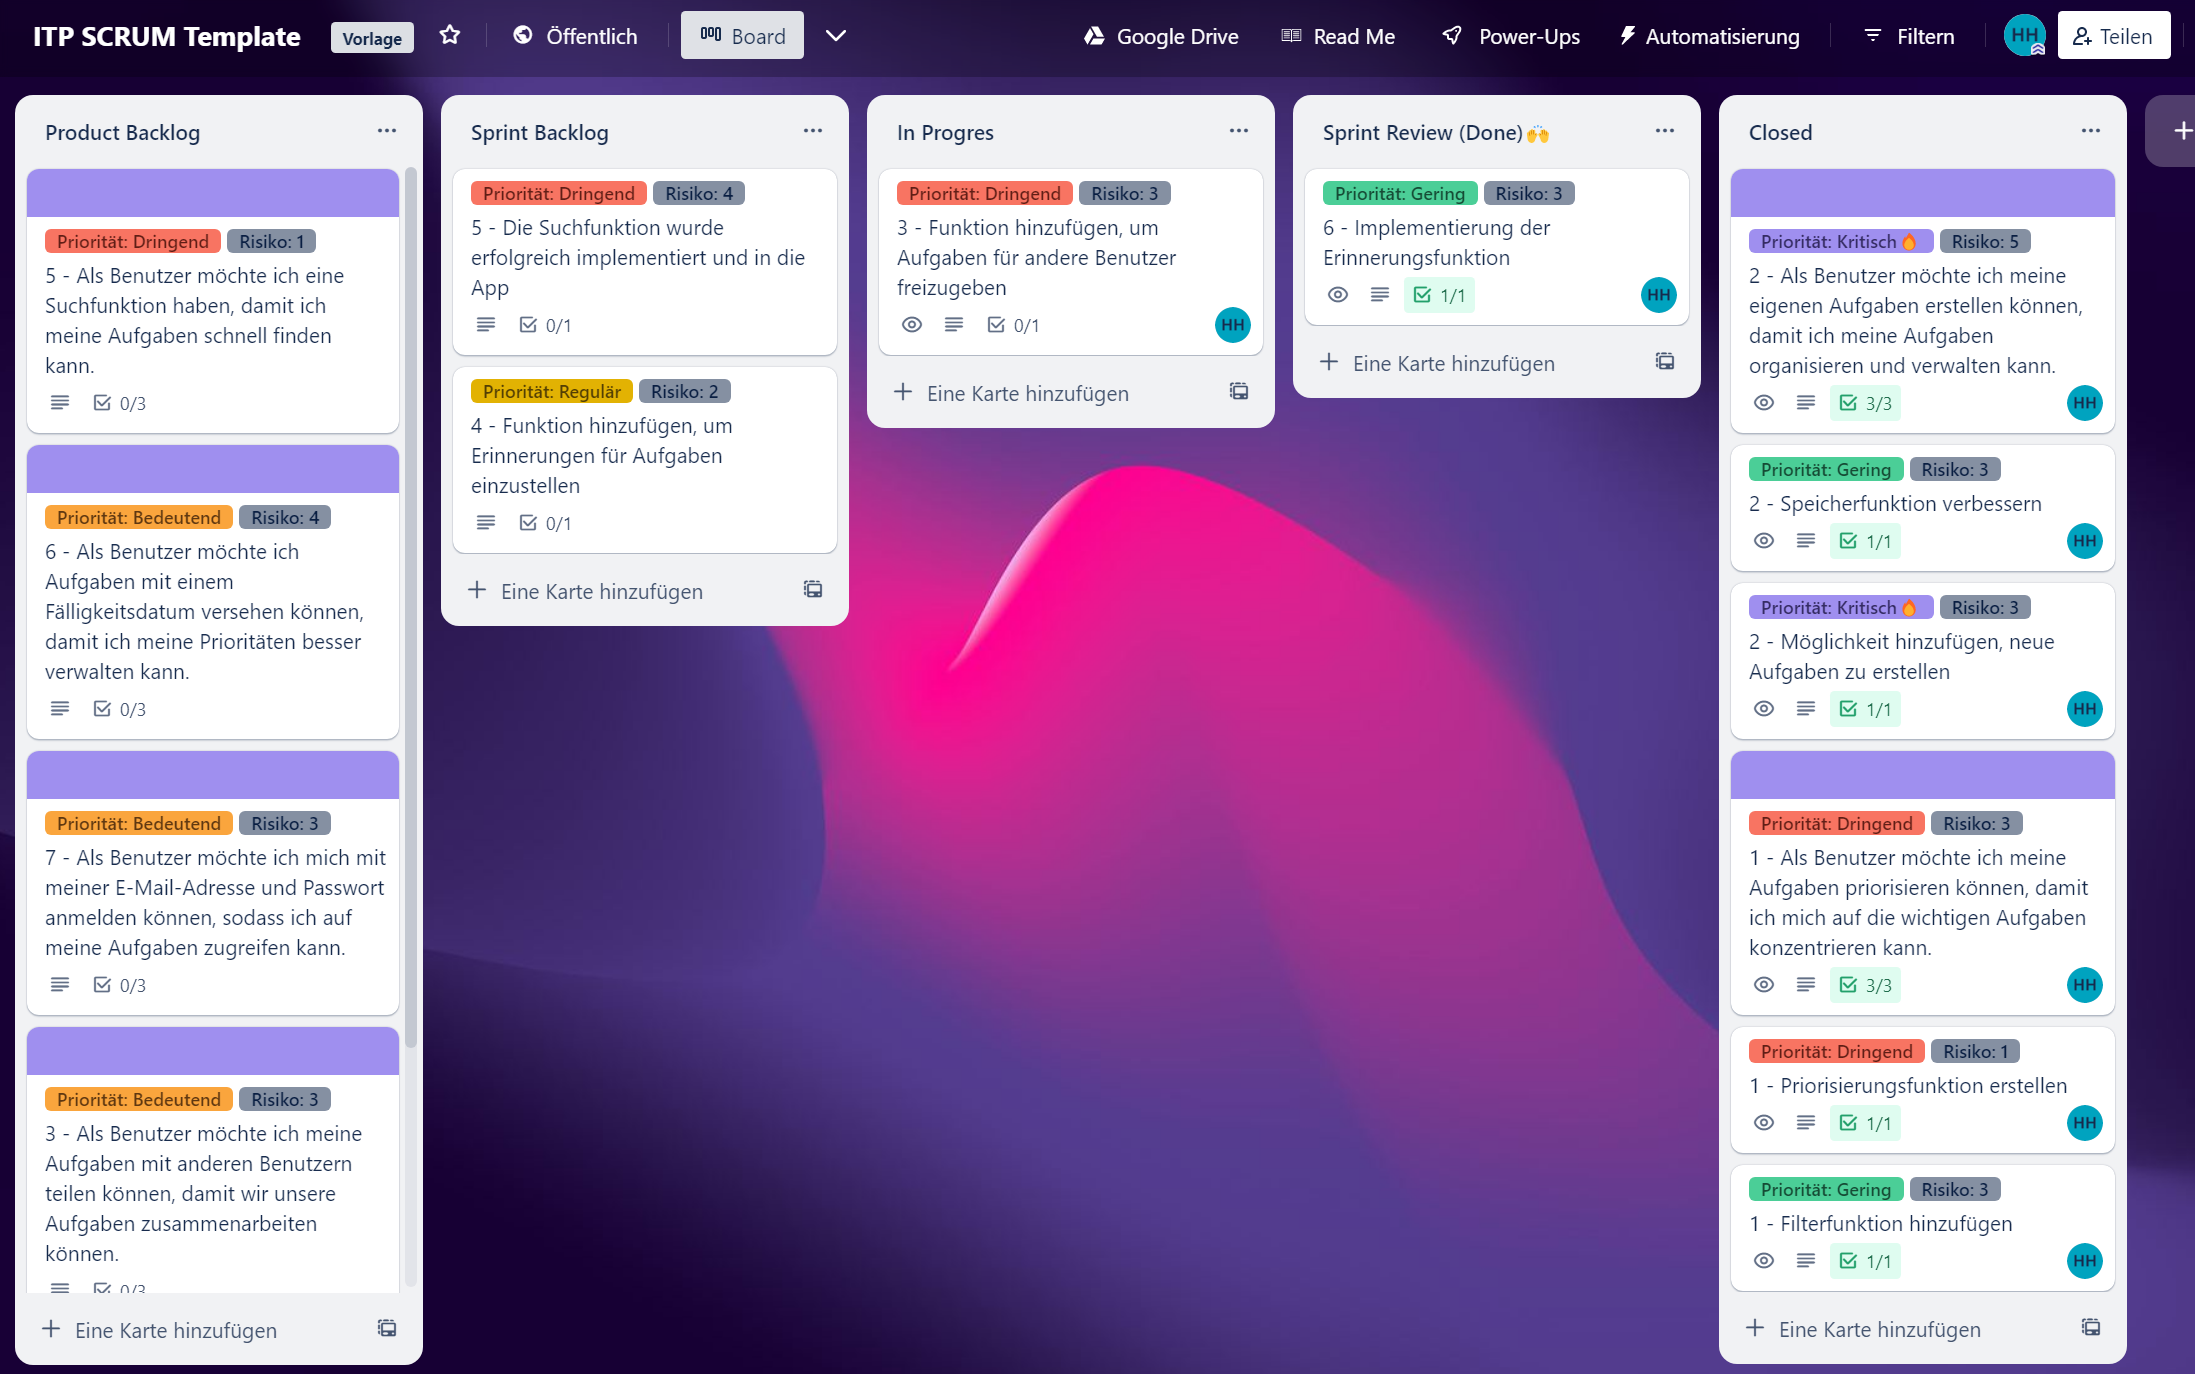 ITP SCRUM Template Vorlage Öffentlich Board Google Drive Read Me Power-Ups Automatisierung Filtern HH Teilen
Product Backlog
Priorität: Dringend Risiko: 1
5 - Als Benutzer möchte ich eine
Suchfunktion haben, damit ich
meine Aufgaben schnell finden
kann.
0/3
Priorität: Bedeutend Risiko: 4
6 - Als Benutzer möchte ich
Aufgaben mit einem
Fälligkeitsdatum versehen können,
damit ich meine Prioritäten besser
verwalten kann.
0/3
Priorität: Bedeutend Risiko: 3
7 - Als Benutzer möchte ich mich mit
meiner E-Mail-Adresse und Passwort
anmelden können, sodass ich auf
meine Aufgaben zugreifen kann.
0/3
Priorität: Bedeutend Risiko: 3
3 - Als Benutzer möchte ich meine
Aufgaben mit anderen Benutzern
teilen können, damit wir unsere
Aufgaben zusammenarbeiten
können.
0/3
+ Eine Karte hinzufügen
Sprint Backlog
Priorität: Dringend Risiko: 4
5 - Die Suchfunktion wurde
erfolgreich implementiert und in die
App
0/1
Priorität: Regulär Risiko: 2
4 - Funktion hinzufügen, um
Erinnerungen für Aufgaben
einzustellen
0/1
+ Eine Karte hinzufügen
In Progres
Priorität: Dringend Risiko: 3
3 - Funktion hinzufügen, um
Aufgaben für andere Benutzer
freizugeben
0/1 HH
+ Eine Karte hinzufügen
Sprint Review (Done)🙌
Priorität: Gering Risiko: 3
6 - Implementierung der
Erinnerungsfunktion
1/1 HH
+ Eine Karte hinzufügen
Closed
Priorität: Kritisch🔥 Risiko: 5
2 - Als Benutzer möchte ich meine
eigenen Aufgaben erstellen können,
damit ich meine Aufgaben
organisieren und verwalten kann.
3/3 HH
Priorität: Gering Risiko: 3
2 - Speicherfunktion verbessern
1/1 HH
Priorität: Kritisch🔥 Risiko: 3
2 - Möglichkeit hinzufügen, neue
Aufgaben zu erstellen
1/1 HH
Priorität: Dringend Risiko: 3
1 - Als Benutzer möchte ich meine
Aufgaben priorisieren können, damit
ich mich auf die wichtigen Aufgaben
konzentrieren kann.
3/3 HH
Priorität: Dringend Risiko: 1
1 - Priorisierungsfunktion erstellen
1/1 HH
Priorität: Gering Risiko: 3
1 - Filterfunktion hinzufügen
1/1 HH
+ Eine Karte hinzufügen